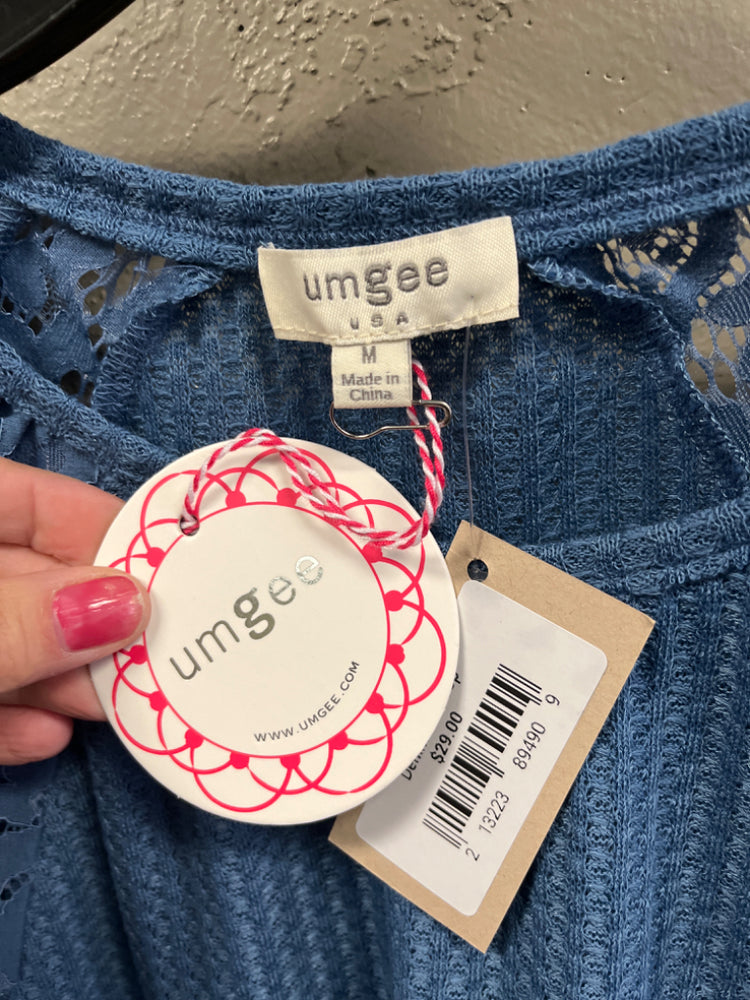 umgee
USA
M
Made in
China
umgee
WWW.UMGEE.COM
$29.00
2 13223 89490 9